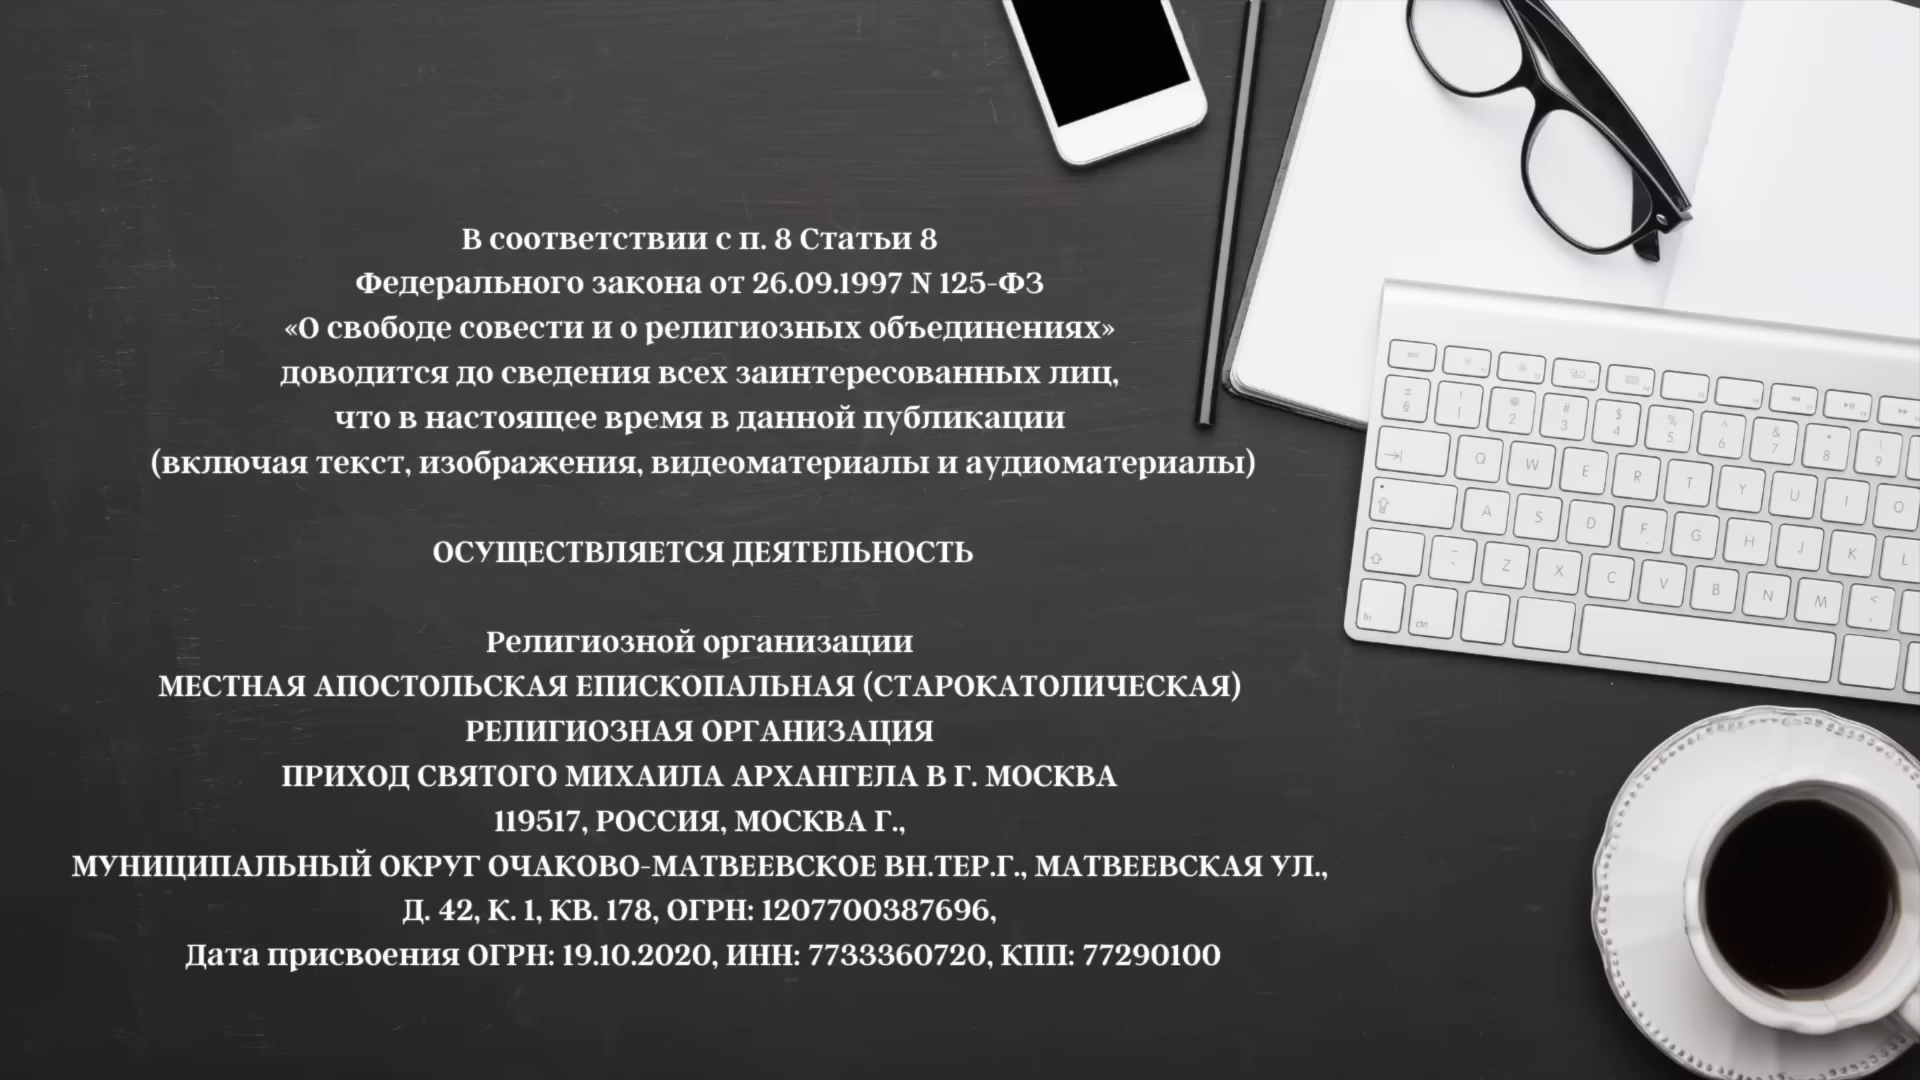 В соответствии с п. 8 Статьи 8
Федерального закона от 26.09.1997 N 125-ФЗ
«О свободе совести и о религиозных объединениях»
доводится до сведения всех заинтересованных лиц,
что в настоящее время в данной публикации
(включая текст, изображения, видеоматериалы и аудиоматериалы)
ОСУЩЕСТВЛЯЕТСЯ ДЕЯТЕЛЬНОСТЬ
Религиозной организации
МЕСТНАЯ АПОСТОЛЬСКАЯ ЕПИСКОПАЛЬНАЯ (СТАРОКАТОЛИЧЕСКАЯ)
РЕЛИГИОЗНАЯ ОРГАНИЗАЦИЯ
ПРИХОД СВЯТОГО МИХАИЛА АРХАНГЕЛА В Г. МОСКВА
119517, РОССИЯ, МОСКВА Г.,
МУНИЦИПАЛЬНЫЙ ОКРУГ ОЧАКОВО-МАТВЕЕВСКОЕ ВН.ТЕР.Г., МАТВЕЕВСКАЯ УЛ.,
Д. 42, К. 1, КВ. 178, ОГРН: 1207700387696,
Дата присвоения ОГРН: 19.10.2020, ИНН: 7733360720, КПП: 77290100